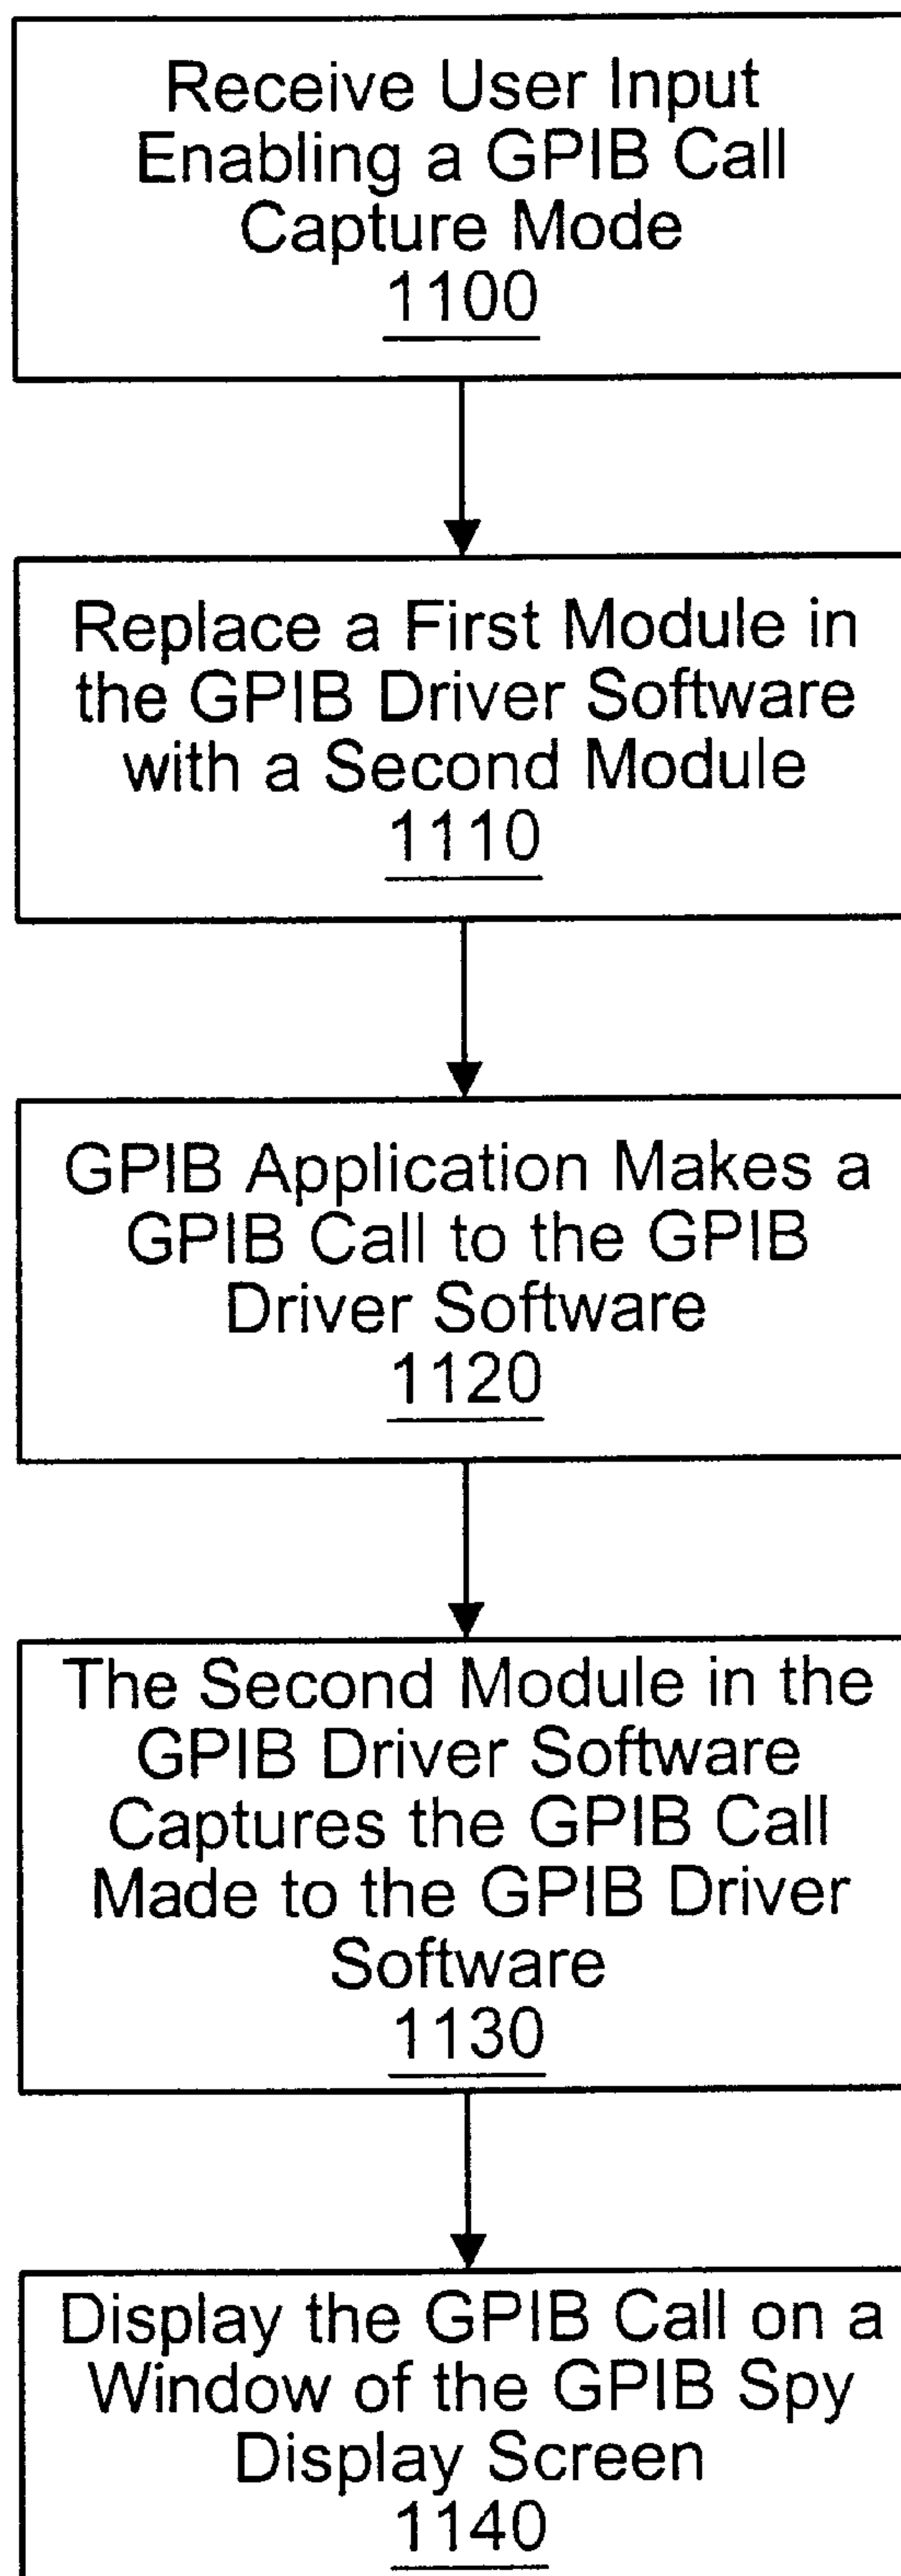 Receive User Input
Enabling a GPIB Call
Capture Mode
1100
Replace a First Module in
the GPIB Driver Software
with a Second Module
1110
GPIB Application Makes a
GPIB Call to the GPIB
Driver Software
1120
The Second Module in the
GPIB Driver Software
Captures the GPIB Call
Made to the GPIB Driver
Software
1130
Display the GPIB Call on a
Window of the GPIB Spy
Display Screen
1140